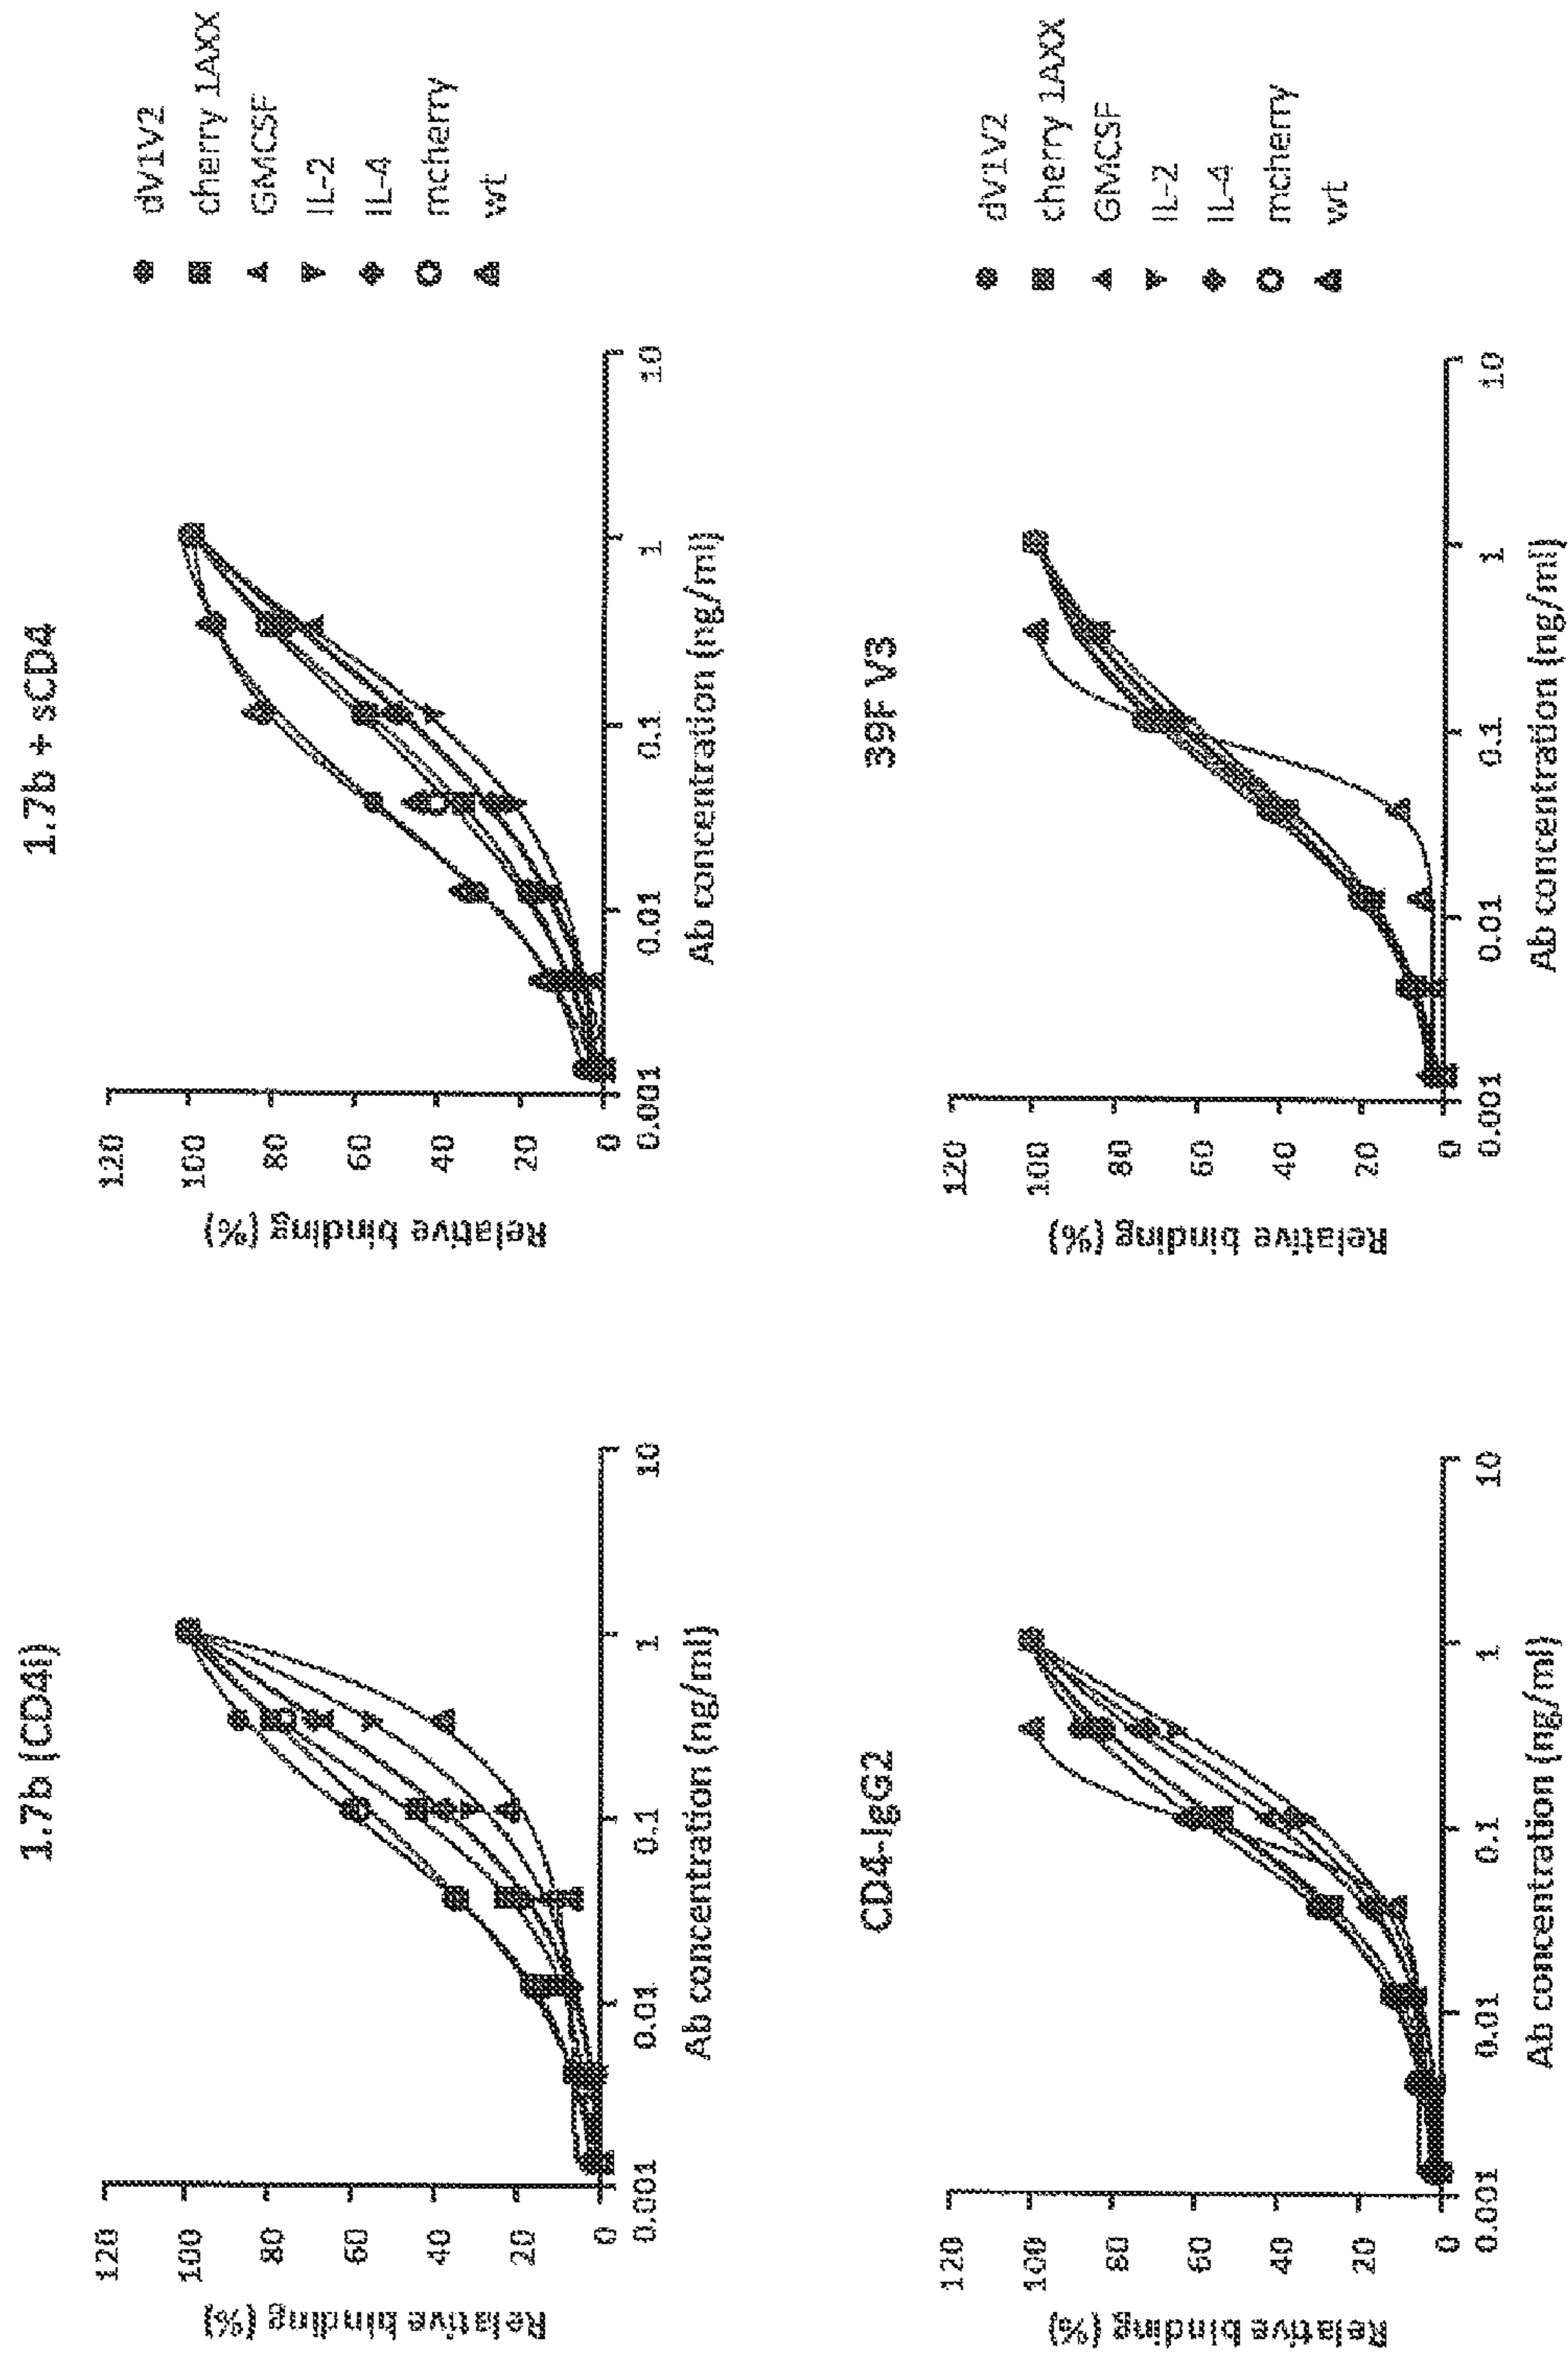 1.7b (CD4i)
120
100
80
60
40
20
0
Relative binding (%)
0.001
0.01
0.1
1
10
Ab concentration (ng/ml)
1.7b + sCD4
120
100
80
60
40
20
0
Relative binding (%)
0.001
0.01
0.1
1
10
Ab concentration (ng/ml)
dV1V2
cherry 1AXX
GMCSF
IL-2
IL-4
mcherry
wt
CD4-IgG2
120
100
80
60
40
20
0
Relative binding (%)
0.001
0.01
0.1
1
10
Ab concentration (ng/ml)
39F V3
120
100
80
60
40
20
0
Relative binding (%)
0.001
0.01
0.1
1
10
Ab concentration (ng/ml)
dV1V2
cherry 1AXX
GMCSF
IL-2
IL-4
mcherry
wt